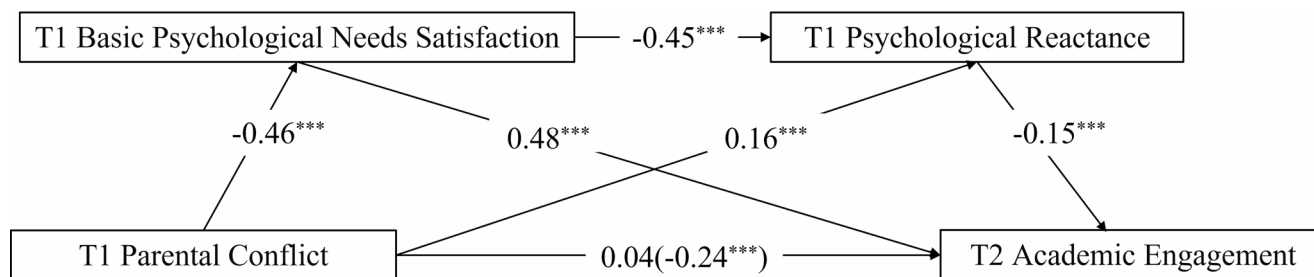 T1 Basic Psychological Needs Satisfaction
-0.45***
T1 Psychological Reactance
-0.46***
0.48***
0.16***
-0.15***
T1 Parental Conflict
0.04(-0.24***)
T2 Academic Engagement